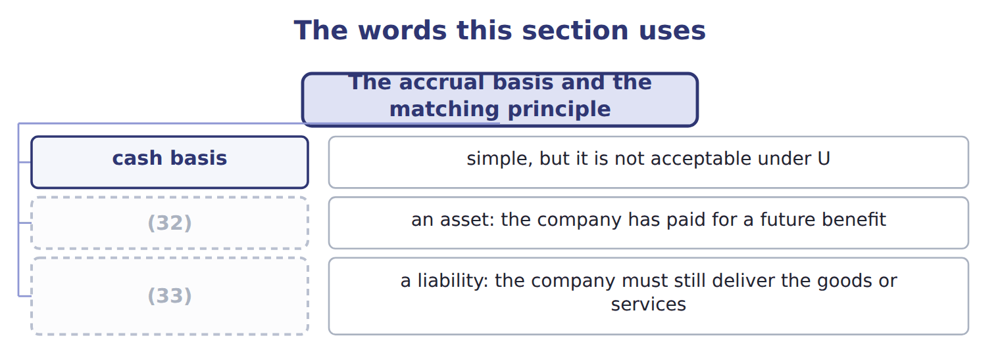 The words this section uses
The accrual basis and the
matching principle
cash basis
simple, but it is not acceptable under U
(32)
an asset: the company has paid for a future benefit
(33)
a liability: the company must still deliver the goods or
services